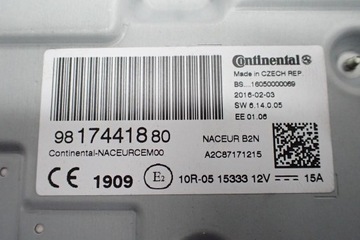 Continental
Made in CZECH REP
BS...16050000069
2016-02-03
SW 6.14.0.05
EE 01.06
98 174418 80
NACEUR B2N
Continental-NACEURCEM00
A2C87171215
CE 1909 E2 10R-05 15333 12V 15A